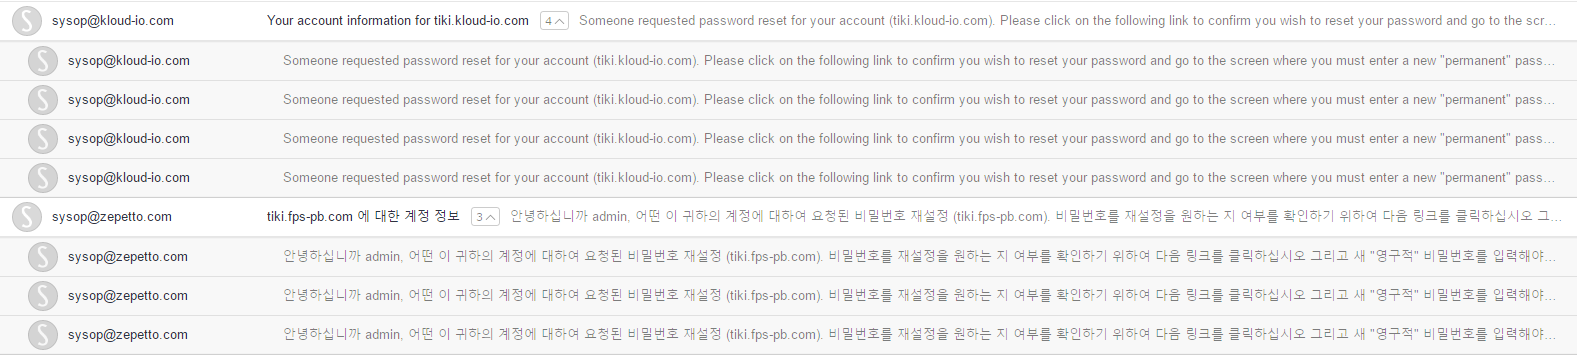 S sysop@kloud-io.com Your account information for tiki.kloud-io.com 4 Someone requested password reset for your account (tiki.kloud-io.com). Please click on the following link to confirm you wish to reset your password and go to the scr...
S sysop@kloud-io.com Someone requested password reset for your account (tiki.kloud-io.com). Please click on the following link to confirm you wish to reset your password and go to the screen where you must enter a new "permanent" pass...
S sysop@kloud-io.com Someone requested password reset for your account (tiki.kloud-io.com). Please click on the following link to confirm you wish to reset your password and go to the screen where you must enter a new "permanent" pass...
S sysop@kloud-io.com Someone requested password reset for your account (tiki.kloud-io.com). Please click on the following link to confirm you wish to reset your password and go to the screen where you must enter a new "permanent" pass...
S sysop@kloud-io.com Someone requested password reset for your account (tiki.kloud-io.com). Please click on the following link to confirm you wish to reset your password and go to the screen where you must enter a new "permanent" pass...
S sysop@zepetto.com tiki.fps-pb.com 에 대한 계정 정보 3 안녕하십니까 admin, 어떤 이 귀하의 계정에 대하여 요청된 비밀번호 재설정 (tiki.fps-pb.com). 비밀번호를 재설정을 원하는 지 여부를 확인하기 위하여 다음 링크를 클릭하십시오 그...
S sysop@zepetto.com 안녕하십니까 admin, 어떤 이 귀하의 계정에 대하여 요청된 비밀번호 재설정 (tiki.fps-pb.com). 비밀번호를 재설정을 원하는 지 여부를 확인하기 위하여 다음 링크를 클릭하십시오 그리고 새 "영구적" 비밀번호를 입력해야...
S sysop@zepetto.com 안녕하십니까 admin, 어떤 이 귀하의 계정에 대하여 요청된 비밀번호 재설정 (tiki.fps-pb.com). 비밀번호를 재설정을 원하는 지 여부를 확인하기 위하여 다음 링크를 클릭하십시오 그리고 새 "영구적" 비밀번호를 입력해야...
S sysop@zepetto.com 안녕하십니까 admin, 어떤 이 귀하의 계정에 대하여 요청된 비밀번호 재설정 (tiki.fps-pb.com). 비밀번호를 재설정을 원하는 지 여부를 확인하기 위하여 다음 링크를 클릭하십시오 그리고 새 "영구적" 비밀번호를 입력해야...